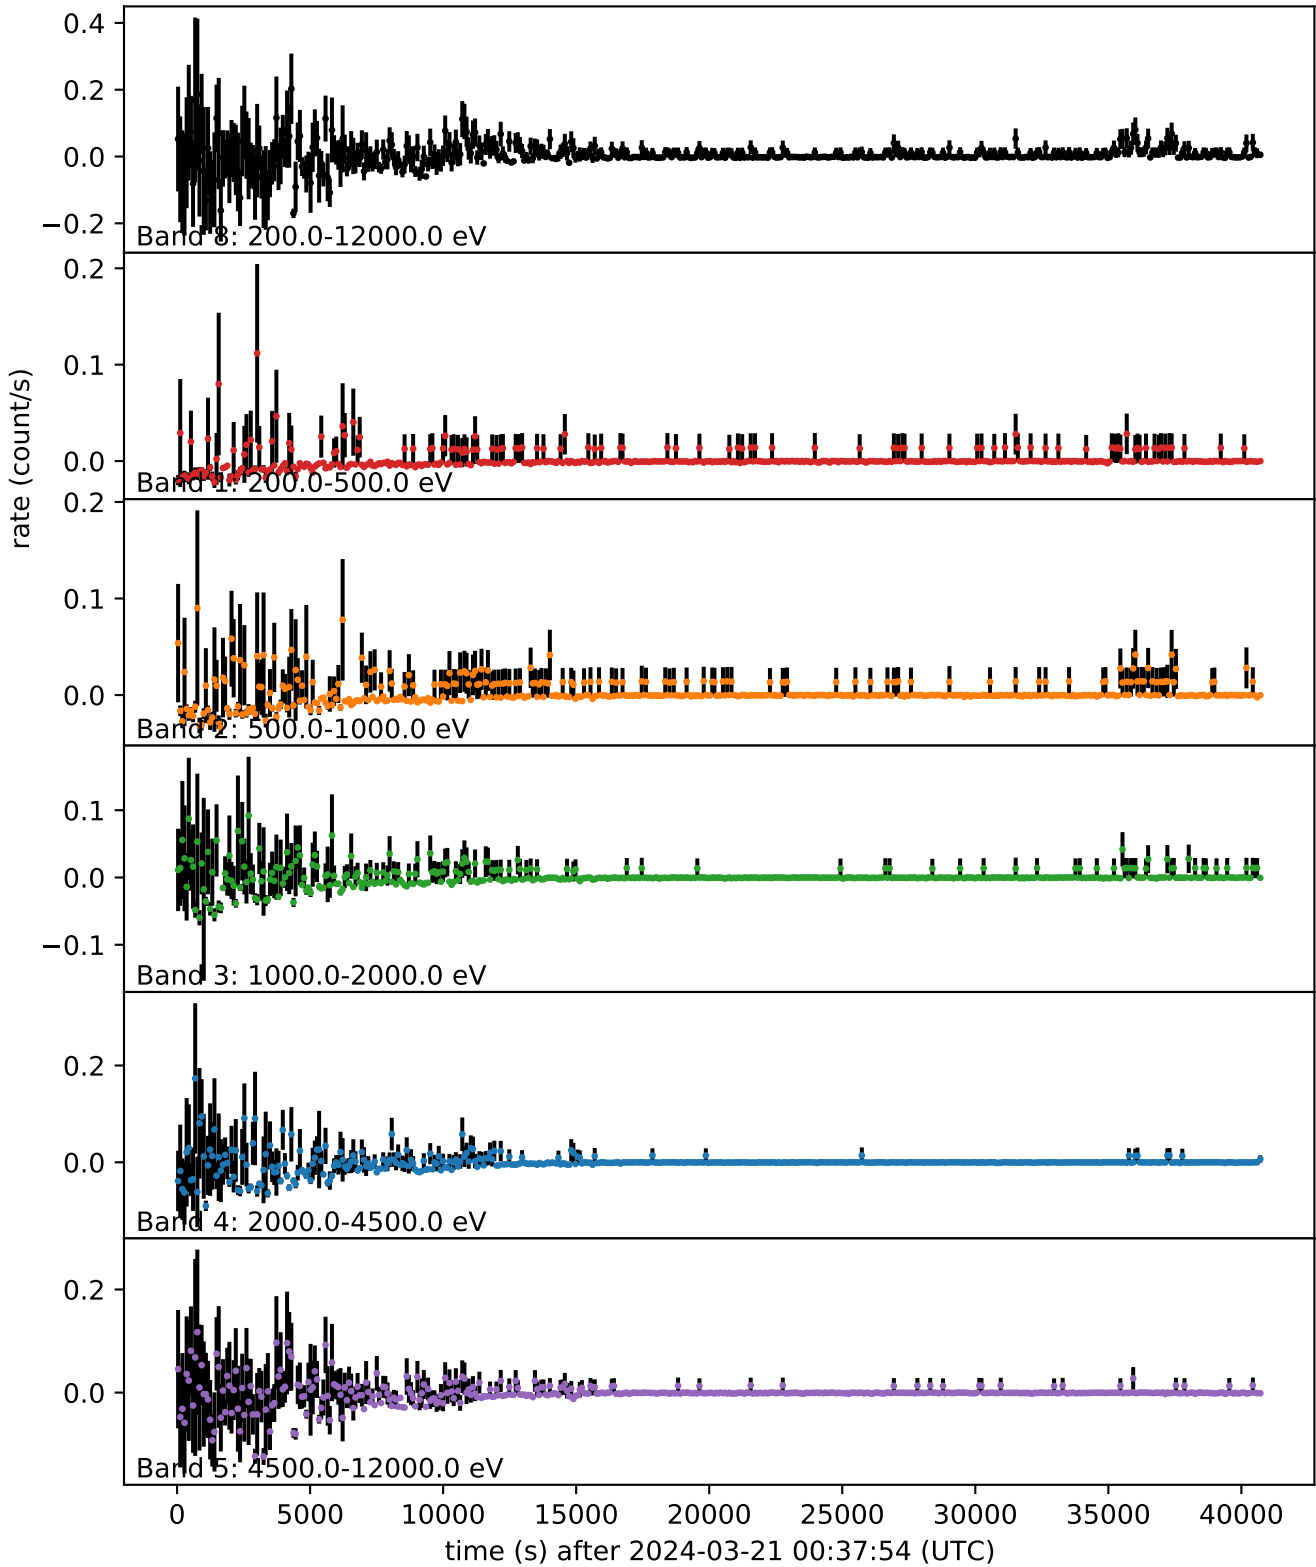 0.4
0.2
0.0
−0.2
Band 8: 200.0-12000.0 eV
0.2
0.1
0.0
Band 1: 200.0-500.0 eV
rate (count/s)
0.2
0.1
0.0
Band 2: 500.0-1000.0 eV
0.1
0.0
−0.1
Band 3: 1000.0-2000.0 eV
0.2
0.0
Band 4: 2000.0-4500.0 eV
0.2
0.0
Band 5: 4500.0-12000.0 eV
0 5000 10000 15000 20000 25000 30000 35000 40000
time (s) after 2024-03-21 00:37:54 (UTC)